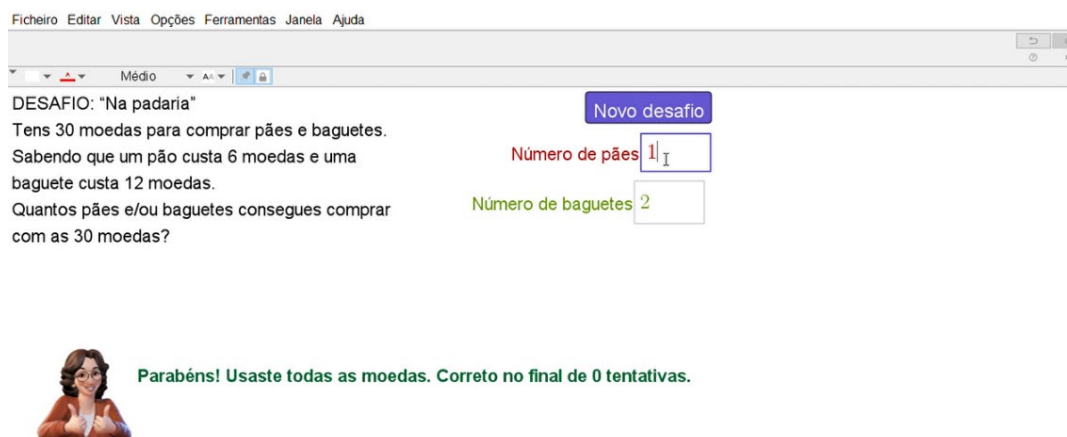 Ficheiro Editar Vista Opções Ferramentas Janela Ajuda
Médio
DESAFIO: “Na padaria”
Tens 30 moedas para comprar pães e baguetes.
Sabendo que um pão custa 6 moedas e uma
baguete custa 12 moedas.
Quantos pães e/ou baguetes consegues comprar
com as 30 moedas?
Novo desafio
Número de pães 1
Número de baguetes 2
Parabéns! Usaste todas as moedas. Correto no final de 0 tentativas.